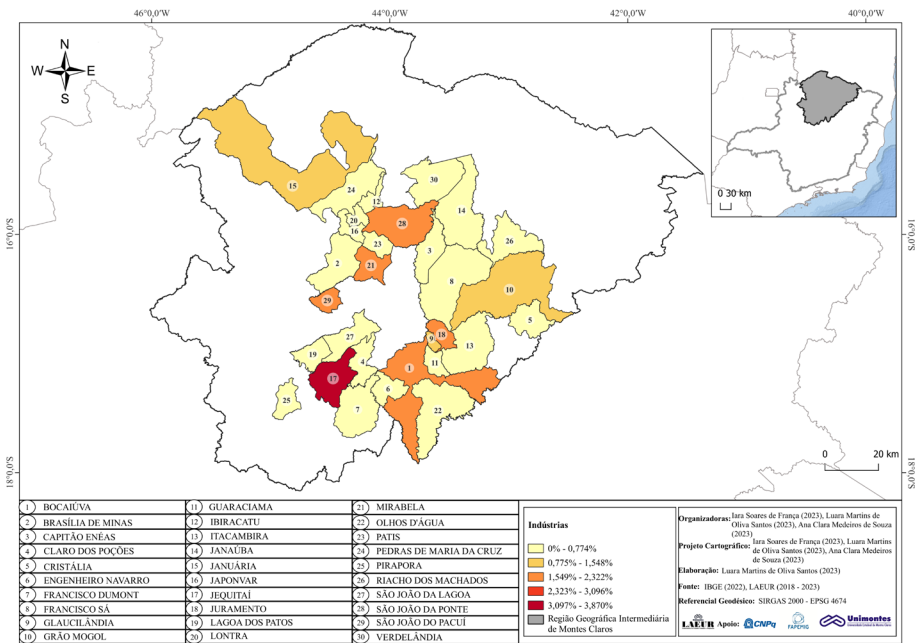 46°0,0'W 44°0,0'W 42°0,0'W 40°0,0'W
N
W E
S
0 30 km
16°0,0'S
16°0,0'S
18°0,0'S
18°0,0'S
15
24
30
12
14
20
28
16
23
26
3
2
21
8
10
29
5
18
9
27
13
19
4
11
1
17
6
25
7
22
0 20 km
1 BOCAIÚVA
2 BRASÍLIA DE MINAS
3 CAPITÃO ENÉAS
4 CLARO DOS POÇÕES
5 CRISTÁLIA
6 ENGENHEIRO NAVARRO
7 FRANCISCO DUMONT
8 FRANCISCO SÁ
9 GLAUCILÂNDIA
10 GRÃO MOGOL
11 GUARACIAMA
12 IBIRACATU
13 ITACAMBIRA
14 JANAÚBA
15 JANUÁRIA
16 JAPONVAR
17 JEQUITAÍ
18 JURAMENTO
19 LAGOA DOS PATOS
20 LONTRA
21 MIRABELA
22 OLHOS D'ÁGUA
23 PATIS
24 PEDRAS DE MARIA DA CRUZ
25 PIRAPORA
26 RIACHO DOS MACHADOS
27 SÃO JOÃO DA LAGOA
28 SÃO JOÃO DA PONTE
29 SÃO JOÃO DO PACUÍ
30 VERDELÂNDIA
Indústrias
0% - 0,774%
0,775% - 1,548%
1,549% - 2,322%
2,323% - 3,096%
3,097% - 3,870%
Região Geográfica Intermediária
de Montes Claros
Organizadoras: Iara Soares de França (2023), Luara Martins de
Oliva Santos (2023), Ana Clara Medeiros de Souza
(2023)
Projeto Cartográfico: Iara Soares de França (2023), Luara Martins
de Oliva Santos (2023), Ana Clara Medeiros
de Souza (2023)
Elaboração: Luara Martins de Oliva Santos (2023)
Fonte: IBGE (2022), LAEUR (2018 - 2023)
Referencial Geodésico: SIRGAS 2000 - EPSG 4674
LAEUR Apoio: CNPq FAPEMIG Unimontes